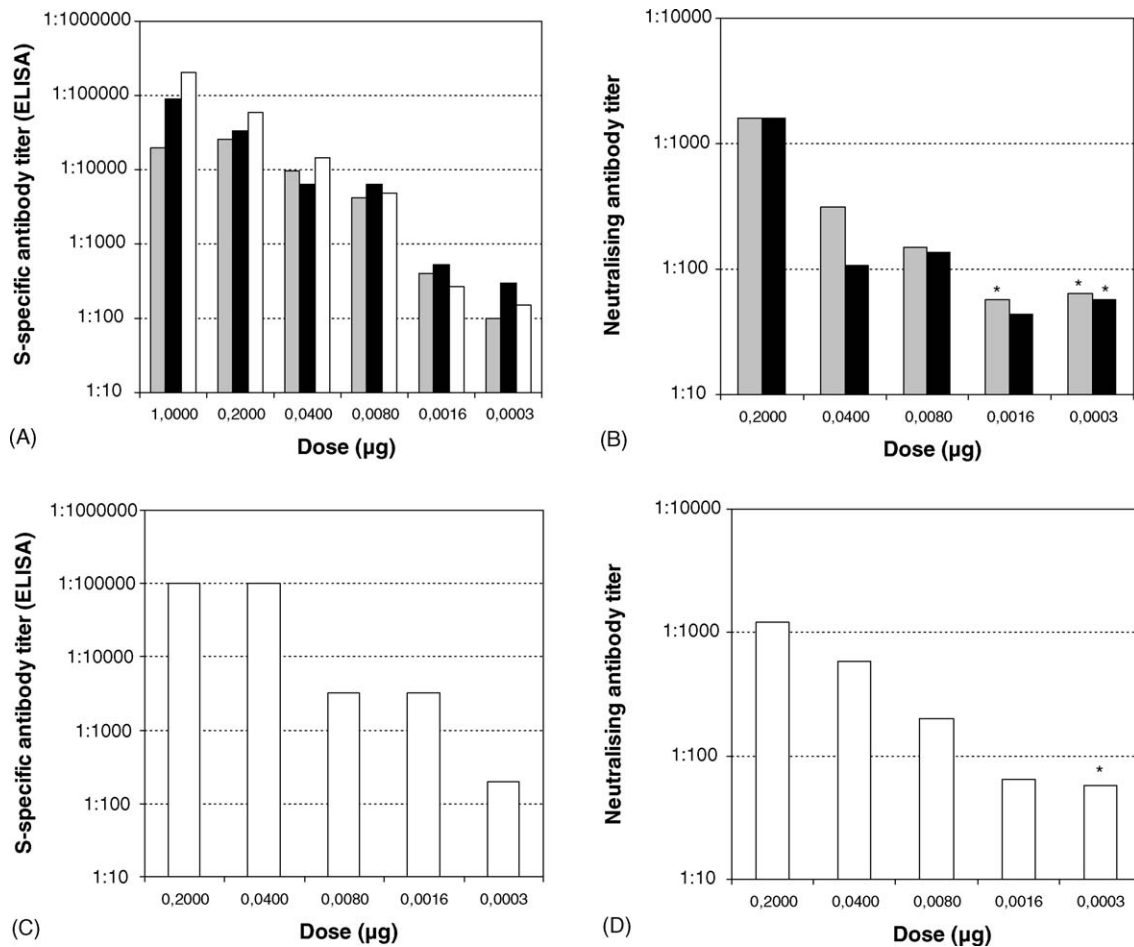 S-specific antibody titer (ELISA)
1:1000000
1:100000
1:10000
1:1000
1:100
1:10
1,0000 0,2000 0,0400 0,0080 0,0016 0,0003
Dose (µg)
(A)
Neutralising antibody titer
1:10000
1:1000
1:100
1:10
* * *
0,2000 0,0400 0,0080 0,0016 0,0003
Dose (µg)
(B)
S-specific antibody titer (ELISA)
1:1000000
1:100000
1:10000
1:1000
1:100
1:10
0,2000 0,0400 0,0080 0,0016 0,0003
Dose (µg)
(C)
Neutralising antibody titer
1:10000
1:1000
1:100
1:10
*
0,2000 0,0400 0,0080 0,0016 0,0003
Dose (µg)
(D)